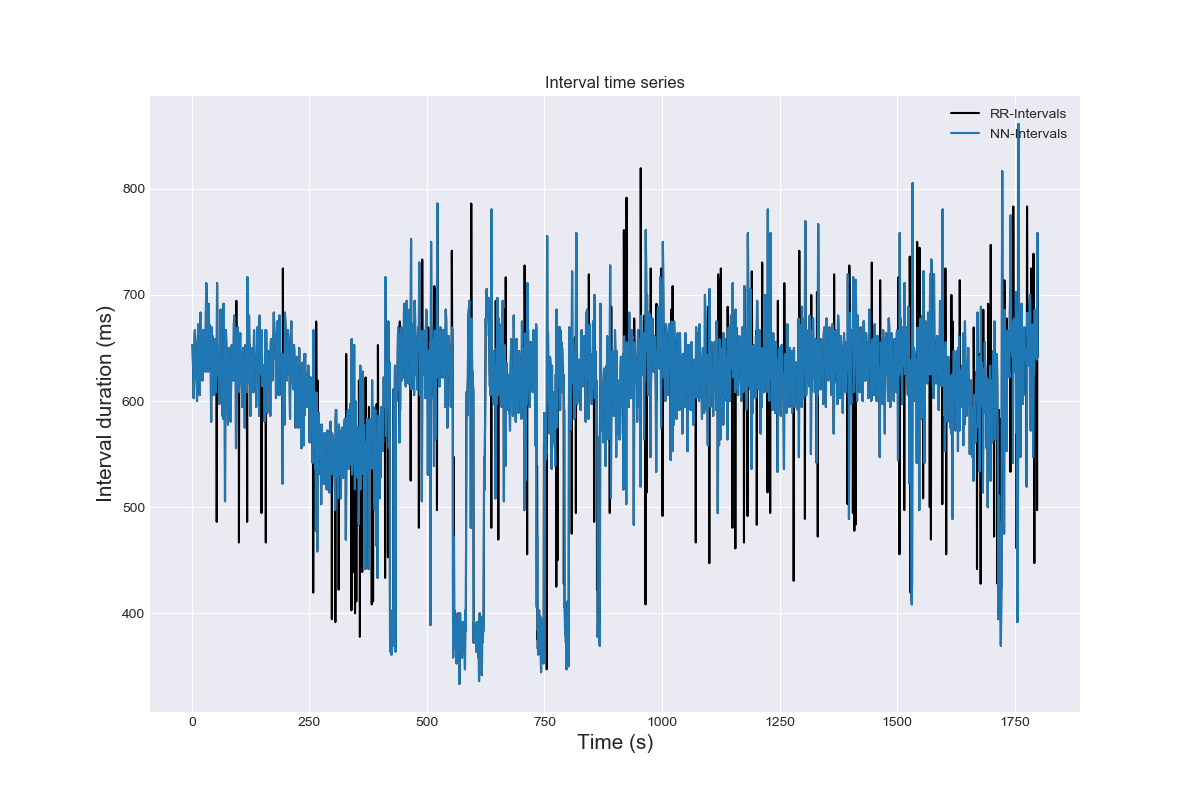 Interval time series
RR-Intervals
NN-Intervals
800
700
600
500
400
Interval duration (ms)
0 250 500 750 1000 1250 1500 1750
Time (s)